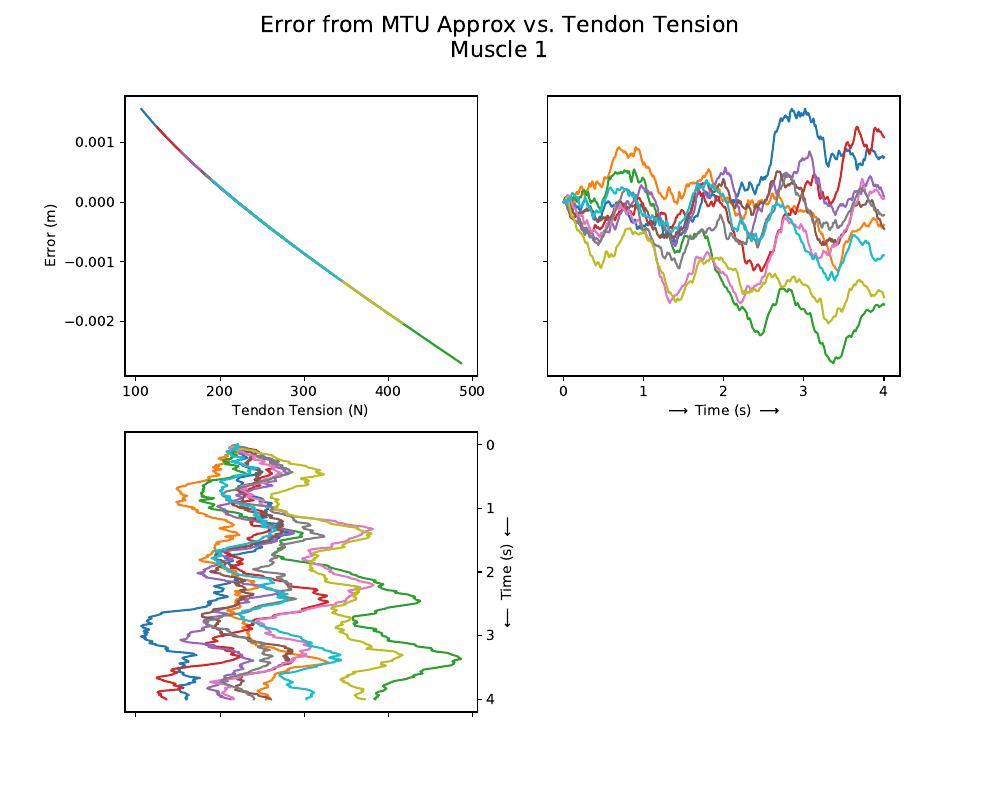 Error from MTU Approx vs. Tendon Tension
Muscle 1
0.001
0.000
−0.001
−0.002
Error (m)
100 200 300 400 500
Tendon Tension (N)
0 1 2 3 4
⟶ Time (s) ⟶
0
1
2
3
4
⟵ Time (s) ⟵